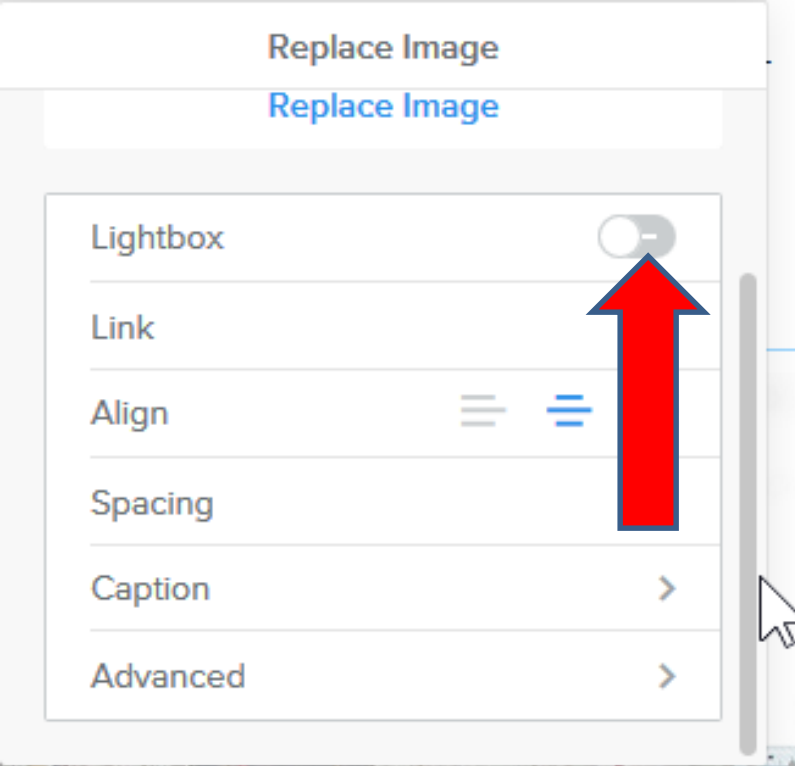 Replace Image
Replace Image
Lightbox
Link
Align
Spacing
Caption
Advanced